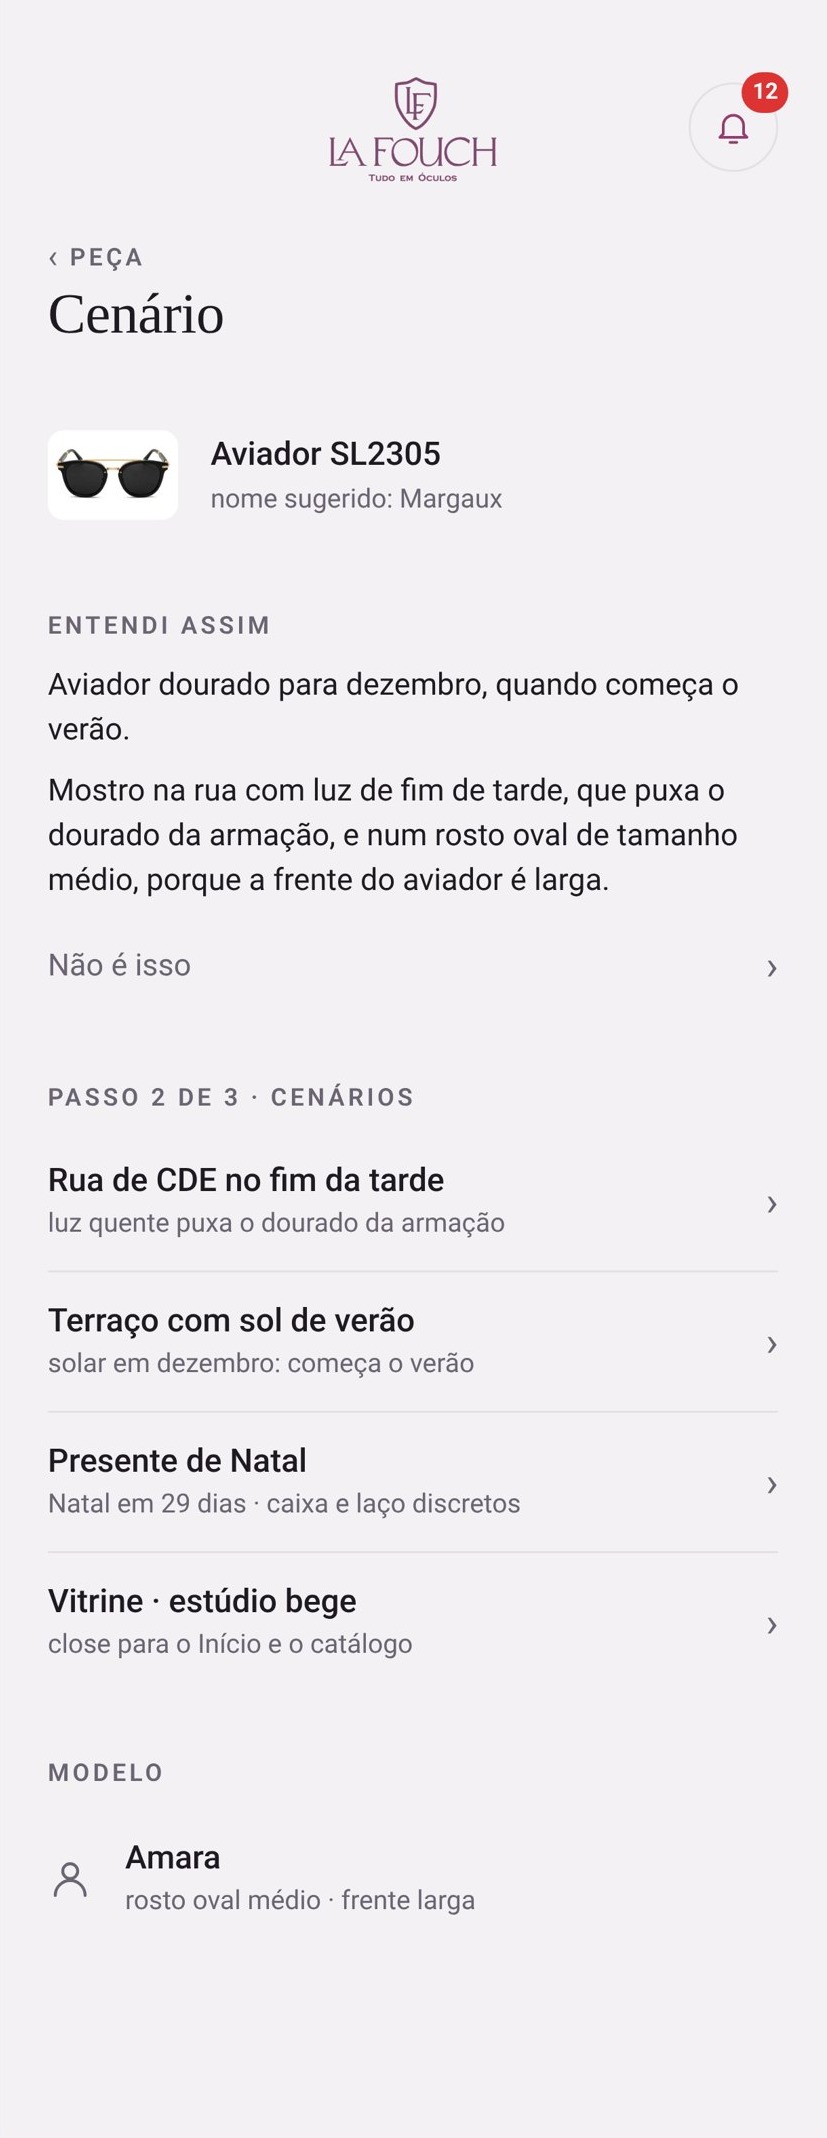 12
LF
LA FOUCH
TUDO EM ÓCULOS
‹ PEÇA
Cenário
Aviador SL2305
nome sugerido: Margaux
ENTENDI ASSIM
Aviador dourado para dezembro, quando começa o
verão.
Mostro na rua com luz de fim de tarde, que puxa o
dourado da armação, e num rosto oval de tamanho
médio, porque a frente do aviador é larga.
Não é isso ›
PASSO 2 DE 3 · CENÁRIOS
Rua de CDE no fim da tarde
luz quente puxa o dourado da armação ›
Terraço com sol de verão
solar em dezembro: começa o verão ›
Presente de Natal
Natal em 29 dias · caixa e laço discretos ›
Vitrine · estúdio bege
close para o Início e o catálogo ›
MODELO
Amara
rosto oval médio · frente larga